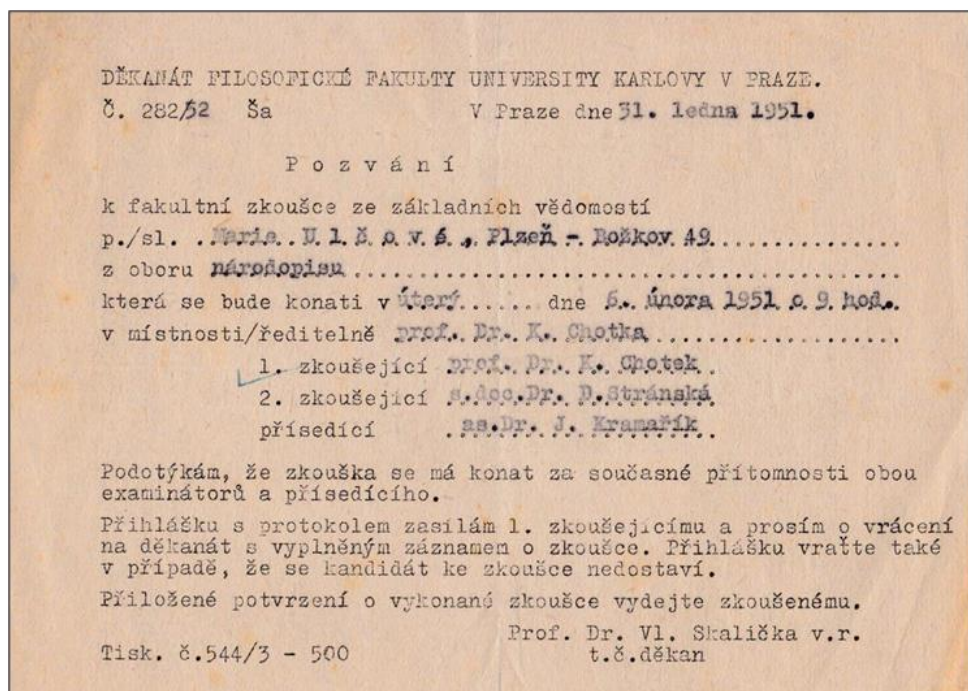 DĚKANÁT FILOSOFICKÉ FAKULTY UNIVERSITY KARLOVY V PRAZE.
Č. 282/52 Ša V Praze dne 31. ledna 1951.
P o z v á n í
k fakultní zkoušce ze základních vědomostí
p./sl. ..Maria..U l č o v á., Plzeň - Božkov 49................
z oboru národopisu.............................................
která se bude konati v úterý...... dne 6. února 1951 o 9 hod.
v místnosti/ředitelně prof. Dr. K. Chotka....................
1. zkoušející prof. Dr. K. Chotek.
2. zkoušející s.doc.Dr. D.Stránská
přísedící .as.Dr. J. Kramařík.
Podotýkám, že zkouška se má konat za současné přítomnosti obou
examinátorů a přísedícího.
Přihlášku s protokolem zasílám 1. zkoušejícímu a prosím o vrácení
na děkanát s vyplněným záznamem o zkoušce. Přihlášku vraťte také
v případě, že se kandidát ke zkoušce nedostaví.
Přiložené potvrzení o vykonané zkoušce vydejte zkoušenému.
Prof. Dr. Vl. Skalička v.r.
Tisk. č.544/3 - 500 t.č.děkan